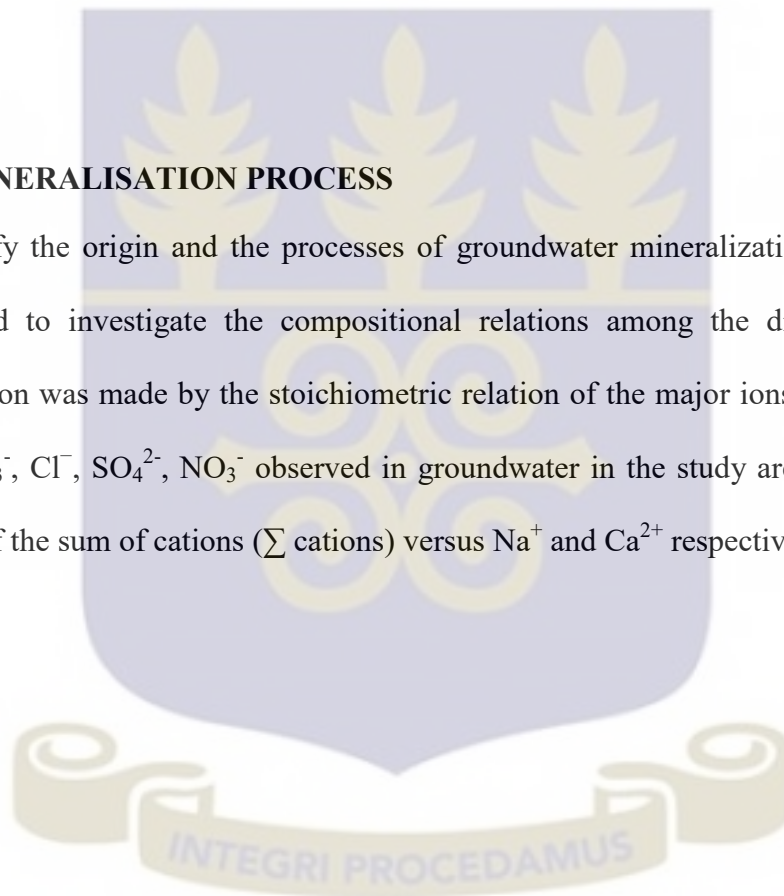 NERALISATION PROCESS
fy the origin and the processes of groundwater mineralizati
d to investigate the compositional relations among the d
on was made by the stoichiometric relation of the major ions
₃⁻, Cl⁻, SO₄²⁻, NO₃⁻ observed in groundwater in the study ar
f the sum of cations (∑ cations) versus Na⁺ and Ca²⁺ respectiv
INTEGRI PROCEDAMUS